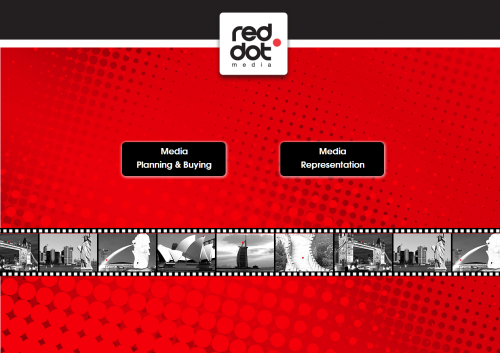 red
dot
media
Media
Planning & Buying
Media
Representation